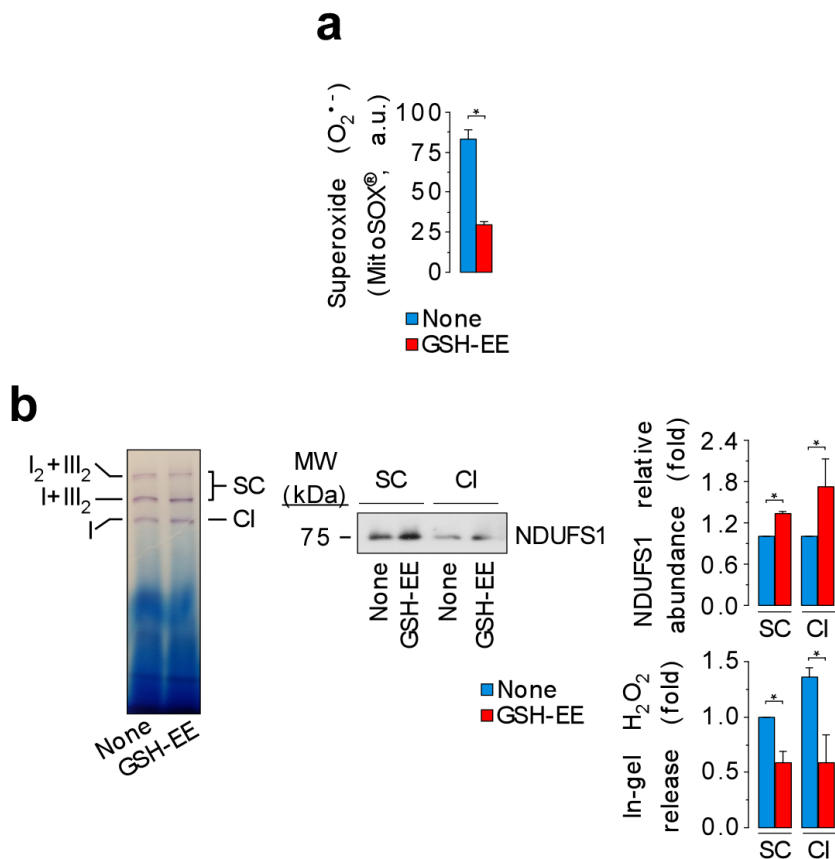 a
Superoxide (O₂•-)
(MitoSOX®, a.u.)
100
75
50
25
0
*
None
GSH-EE
b
I₂+III₂
I+III₂
I
SC
CI
None
GSH-EE
MW
(kDa)
SC CI
75
NDUFS1
None
GSH-EE
None
GSH-EE
NDUFS1 relative
abundance (fold)
2.4
1.8
1.2
0.6
0.0
*
*
SC CI
None
GSH-EE
In-gel H₂O₂
release (fold)
1.5
1.0
0.5
0.0
*
*
SC CI